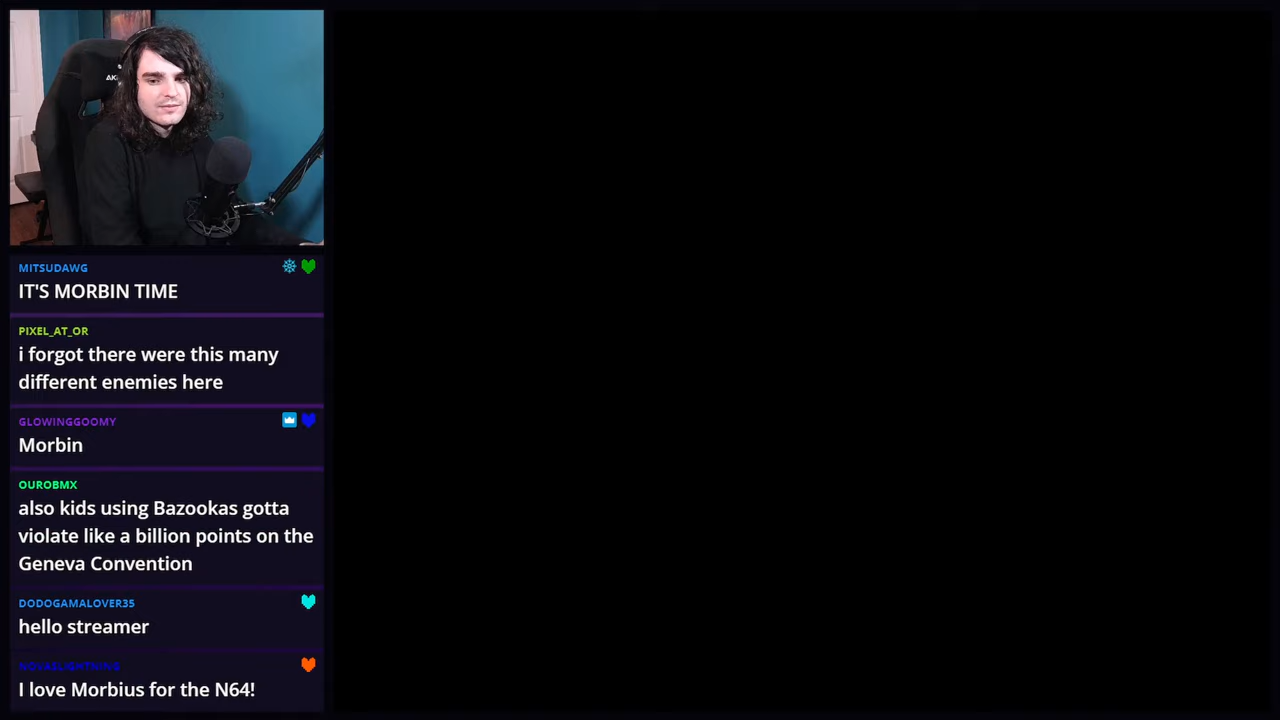 MITSUDAWG
IT'S MORBIN TIME
PIXEL_AT_OR
i forgot there were this many
different enemies here
GLOWINGGOOMY
Morbin
OUROBMX
also kids using Bazookas gotta
violate like a billion points on the
Geneva Convention
DODOGAMALOVER35
hello streamer
I love Morbius for the N64!